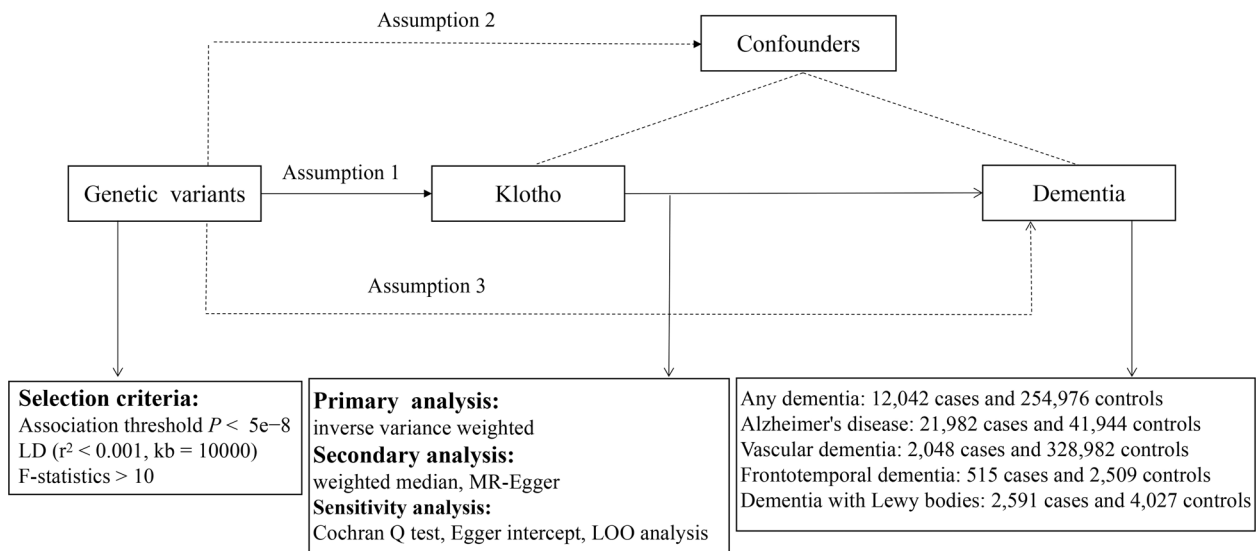 Assumption 2
Confounders
Genetic variants
Assumption 1
Klotho
Dementia
Assumption 3
Selection criteria:
Association threshold P < 5e−8
LD (r² < 0.001, kb = 10000)
F-statistics > 10
Primary analysis:
inverse variance weighted
Secondary analysis:
weighted median, MR-Egger
Sensitivity analysis:
Cochran Q test, Egger intercept, LOO analysis
Any dementia: 12,042 cases and 254,976 controls
Alzheimer's disease: 21,982 cases and 41,944 controls
Vascular dementia: 2,048 cases and 328,982 controls
Frontotemporal dementia: 515 cases and 2,509 controls
Dementia with Lewy bodies: 2,591 cases and 4,027 controls